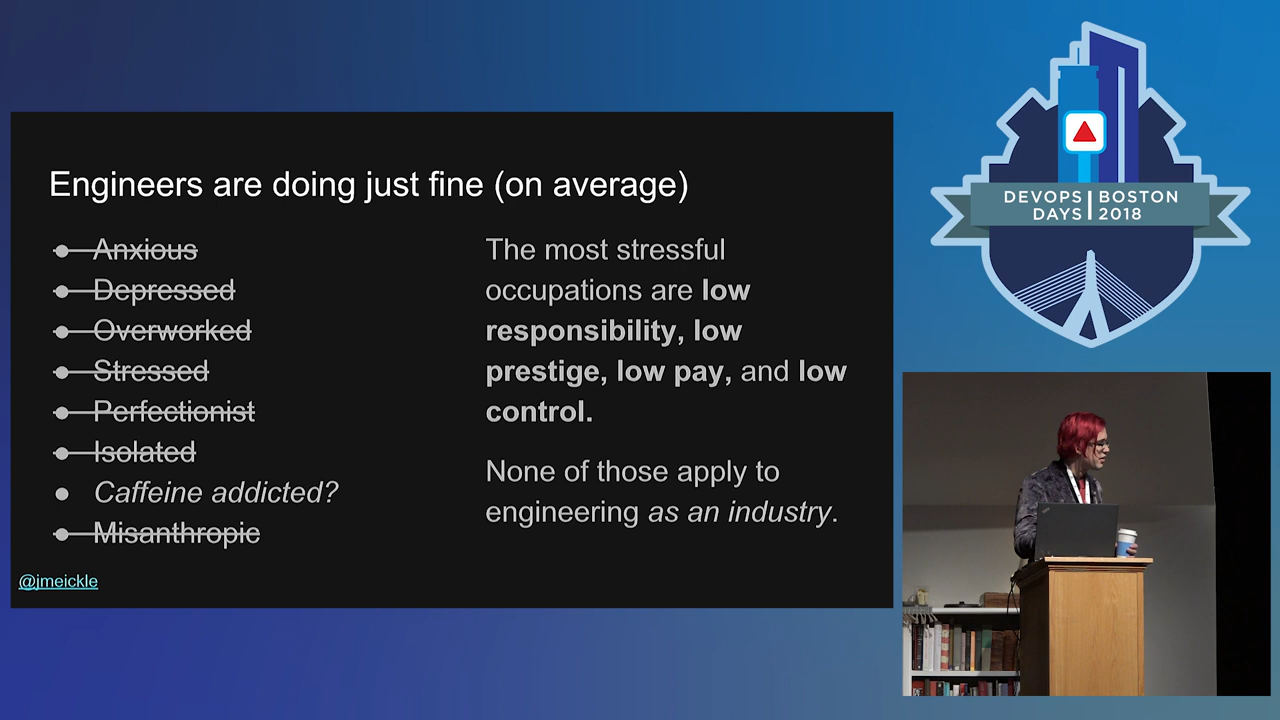 Engineers are doing just fine (on average)
● Anxious
● Depressed
● Overworked
● Stressed
● Perfectionist
● Isolated
● Caffeine addicted?
● Misanthropic
The most stressful
occupations are low
responsibility, low
prestige, low pay, and low
control.
None of those apply to
engineering as an industry.
@jmeickle
DEVOPS | BOSTON
DAYS | 2018